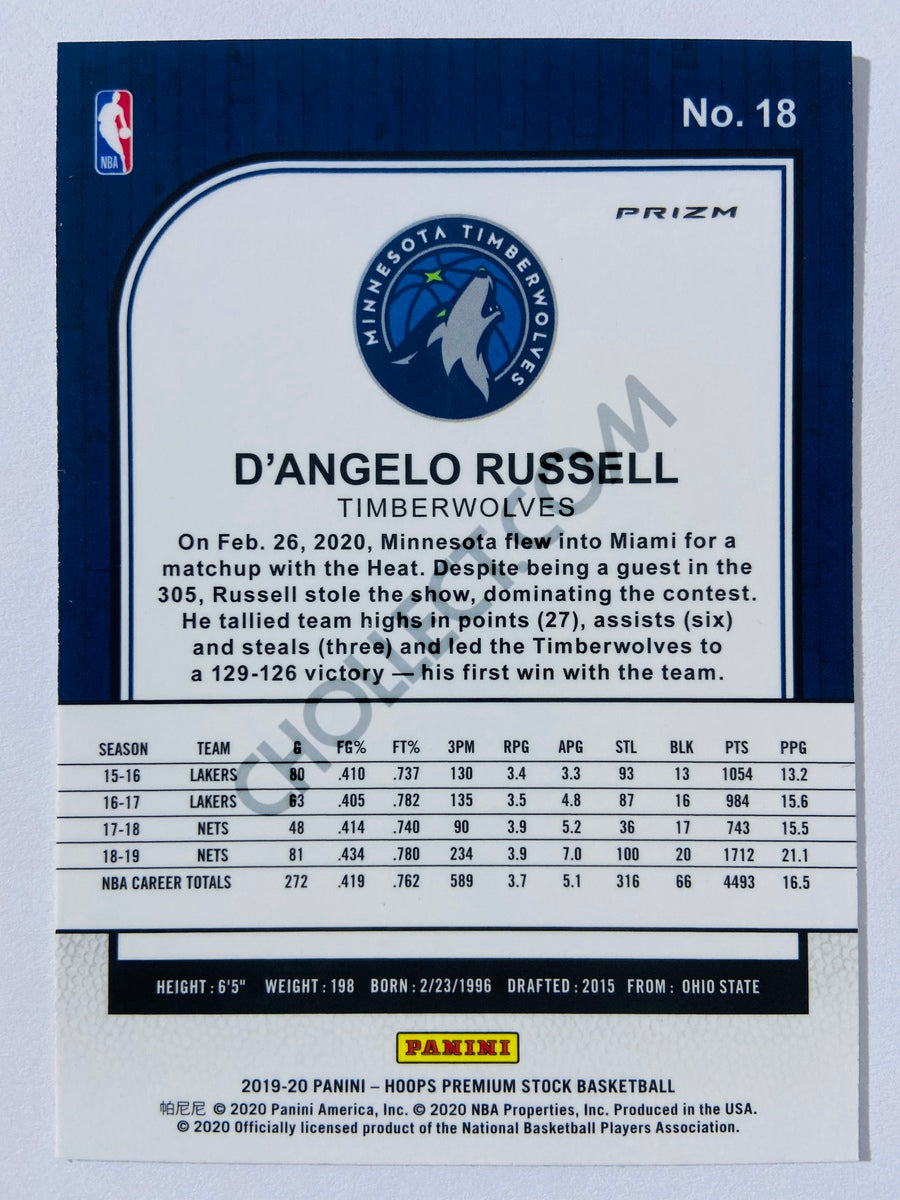 No. 18
NBA
PRIZM
MINNESOTA TIMBERWOLVES
D'ANGELO RUSSELL
TIMBERWOLVES
On Feb. 26, 2020, Minnesota flew into Miami for a
matchup with the Heat. Despite being a guest in the
305, Russell stole the show, dominating the contest.
He tallied team highs in points (27), assists (six)
and steals (three) and led the Timberwolves to
a 129-126 victory — his first win with the team.
CHOLLECT.COM
SEASON TEAM G FG% FT% 3PM RPG APG STL BLK PTS PPG
15-16 LAKERS 80 .410 .737 130 3.4 3.3 93 13 1054 13.2
16-17 LAKERS 63 .405 .782 135 3.5 4.8 87 16 984 15.6
17-18 NETS 48 .414 .740 90 3.9 5.2 36 17 743 15.5
18-19 NETS 81 .434 .780 234 3.9 7.0 100 20 1712 21.1
NBA CAREER TOTALS 272 .419 .762 589 3.7 5.1 316 66 4493 16.5
HEIGHT : 6'5" WEIGHT : 198 BORN : 2/23/1996 DRAFTED : 2015 FROM : OHIO STATE
PANINI
2019-20 PANINI – HOOPS PREMIUM STOCK BASKETBALL
帕尼尼 © 2020 Panini America, Inc. © 2020 NBA Properties, Inc. Produced in the USA.
© 2020 Officially licensed product of the National Basketball Players Association.